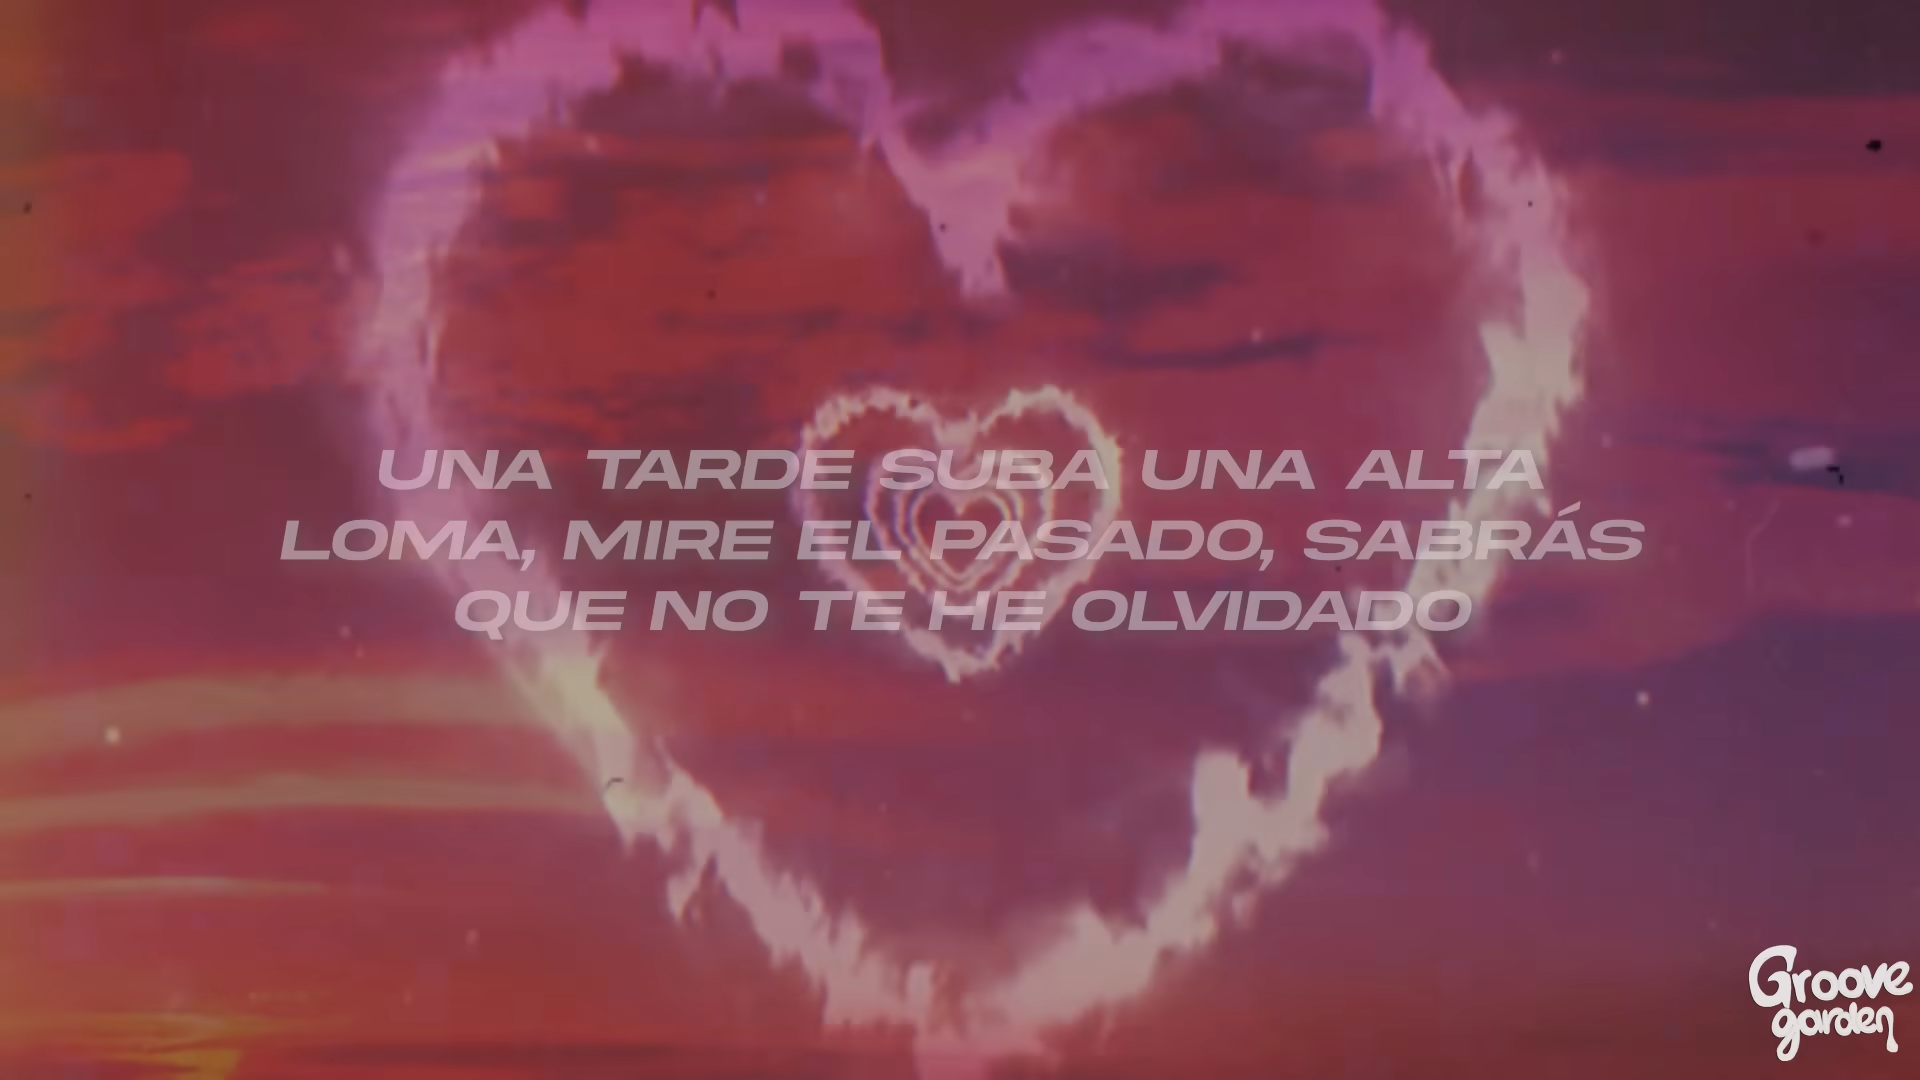 UNA TARDE SUBA UNA ALTA
LOMA, MIRE EL PASADO, SABRÁS
QUE NO TE HE OLVIDADO
Groove
garden